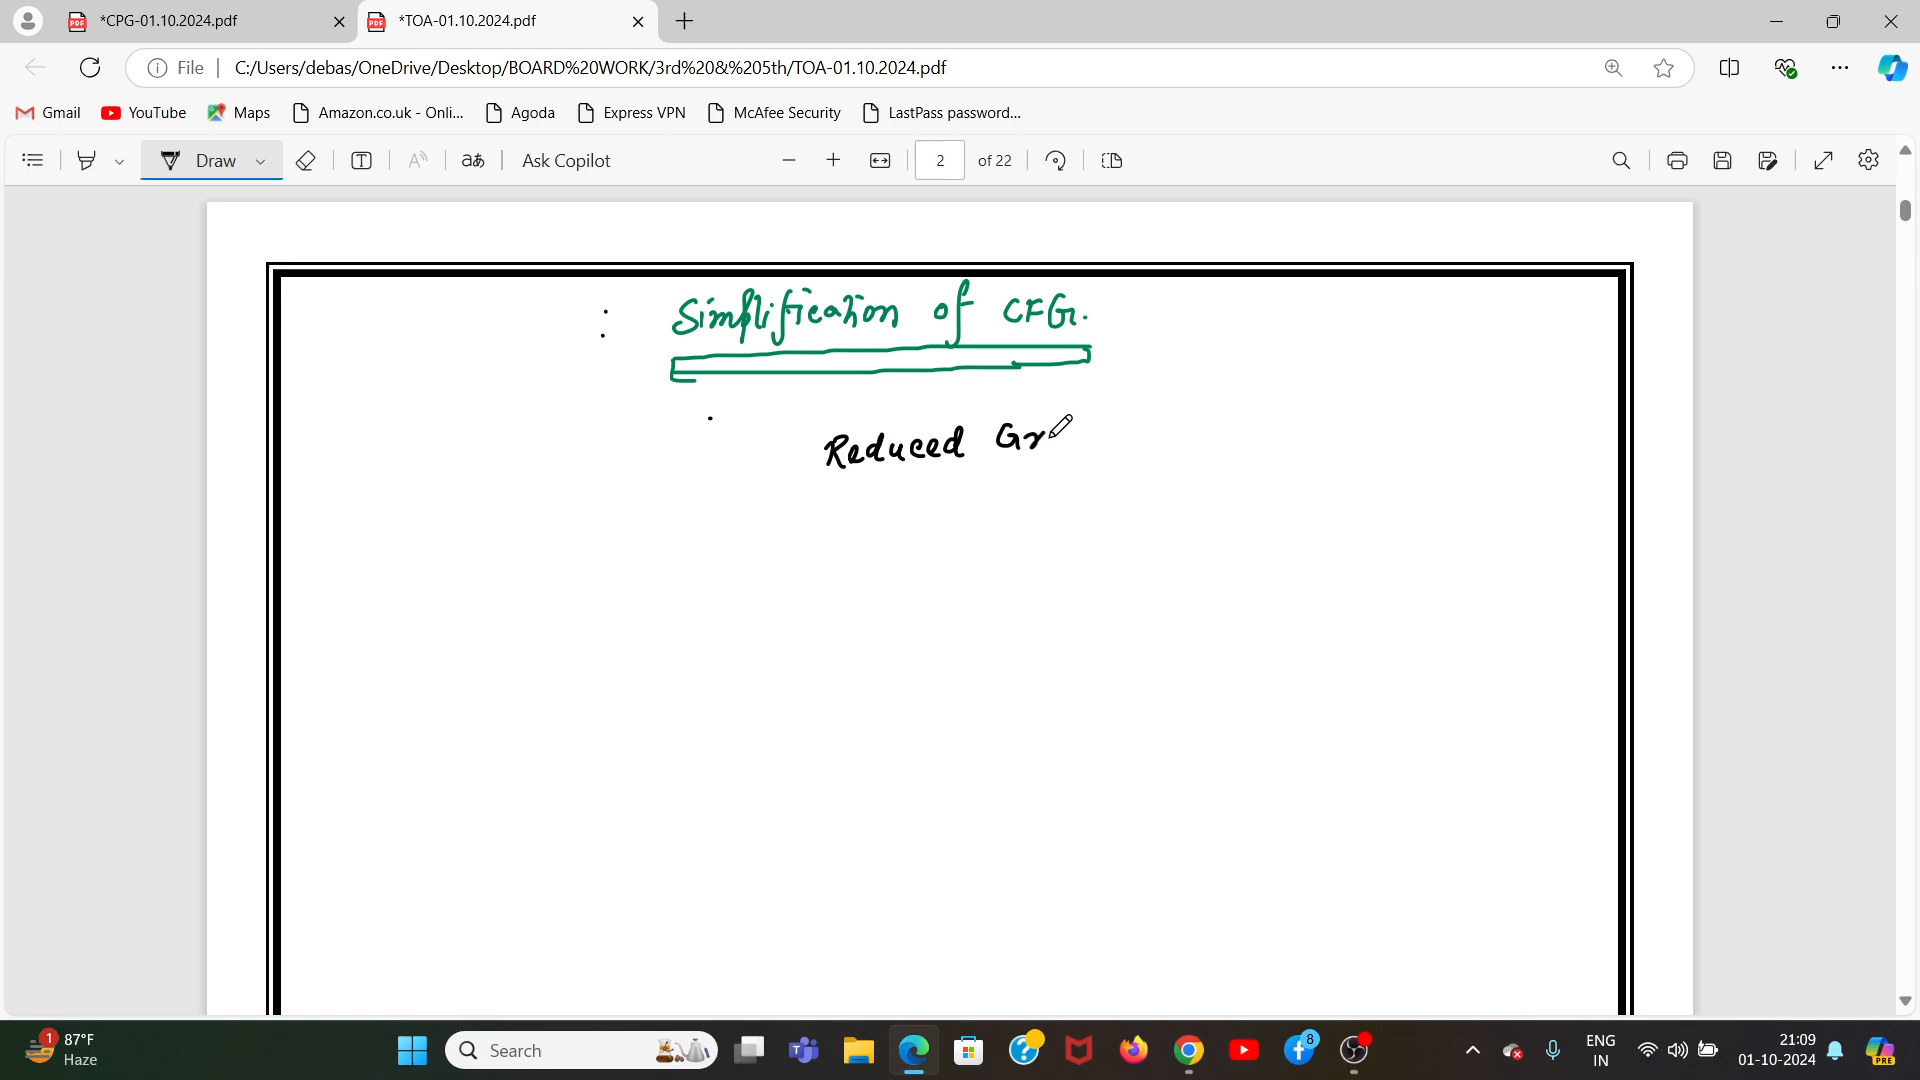 *CPG-01.10.2024.pdf
*TOA-01.10.2024.pdf
File
C:/Users/debas/OneDrive/Desktop/BOARD%20WORK/3rd%20&%205th/TOA-01.10.2024.pdf
Gmail YouTube Maps Amazon.co.uk - Onli... Agoda Express VPN McAfee Security LastPass password...
Draw Ask Copilot 2 of 22
Simplification of CFG.
Reduced Gr
1 87°F
Haze
Search
8
ENG
IN
21:09
01-10-2024
PRE